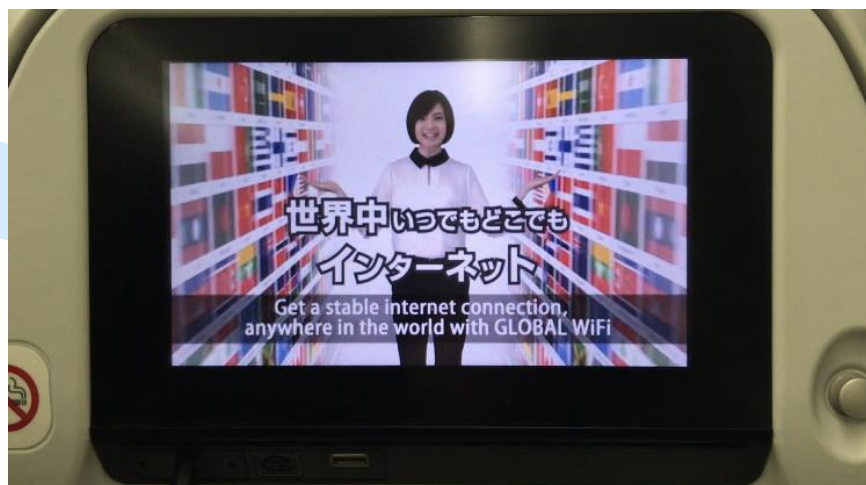 世界中いつでもどこでも
インターネット
Get a stable internet connection,
anywhere in the world with GLOBAL WiFi